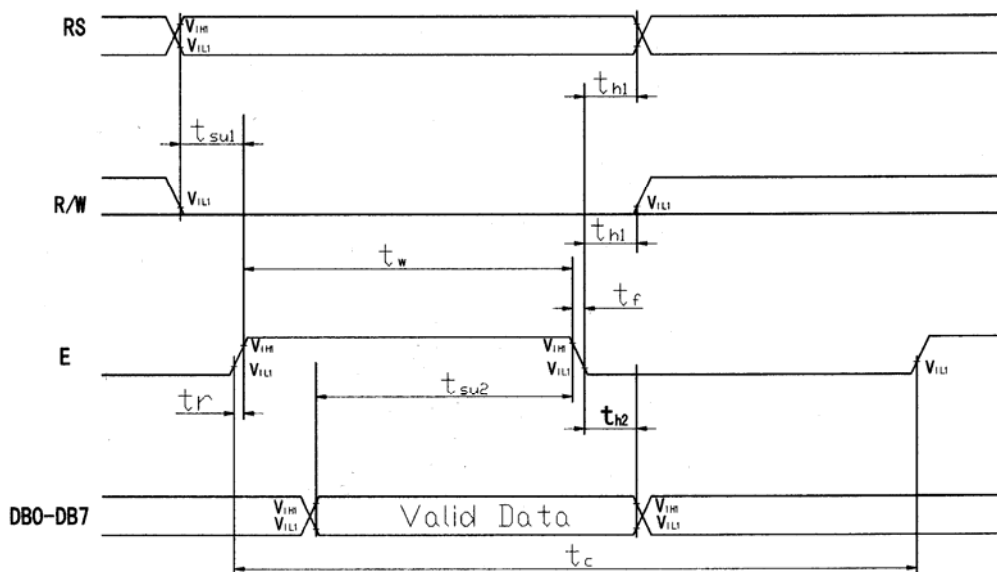 RS
VIH1
VIL1
th1
tsu1
R/W
VIL1
VIL1
th1
tw
tf
E
VIH1
VIL1
VIH1
VIL1
VIL1
tsu2
tr
th2
DB0-DB7
VIH1
VIL1
Valid Data
VIH1
VIL1
tc